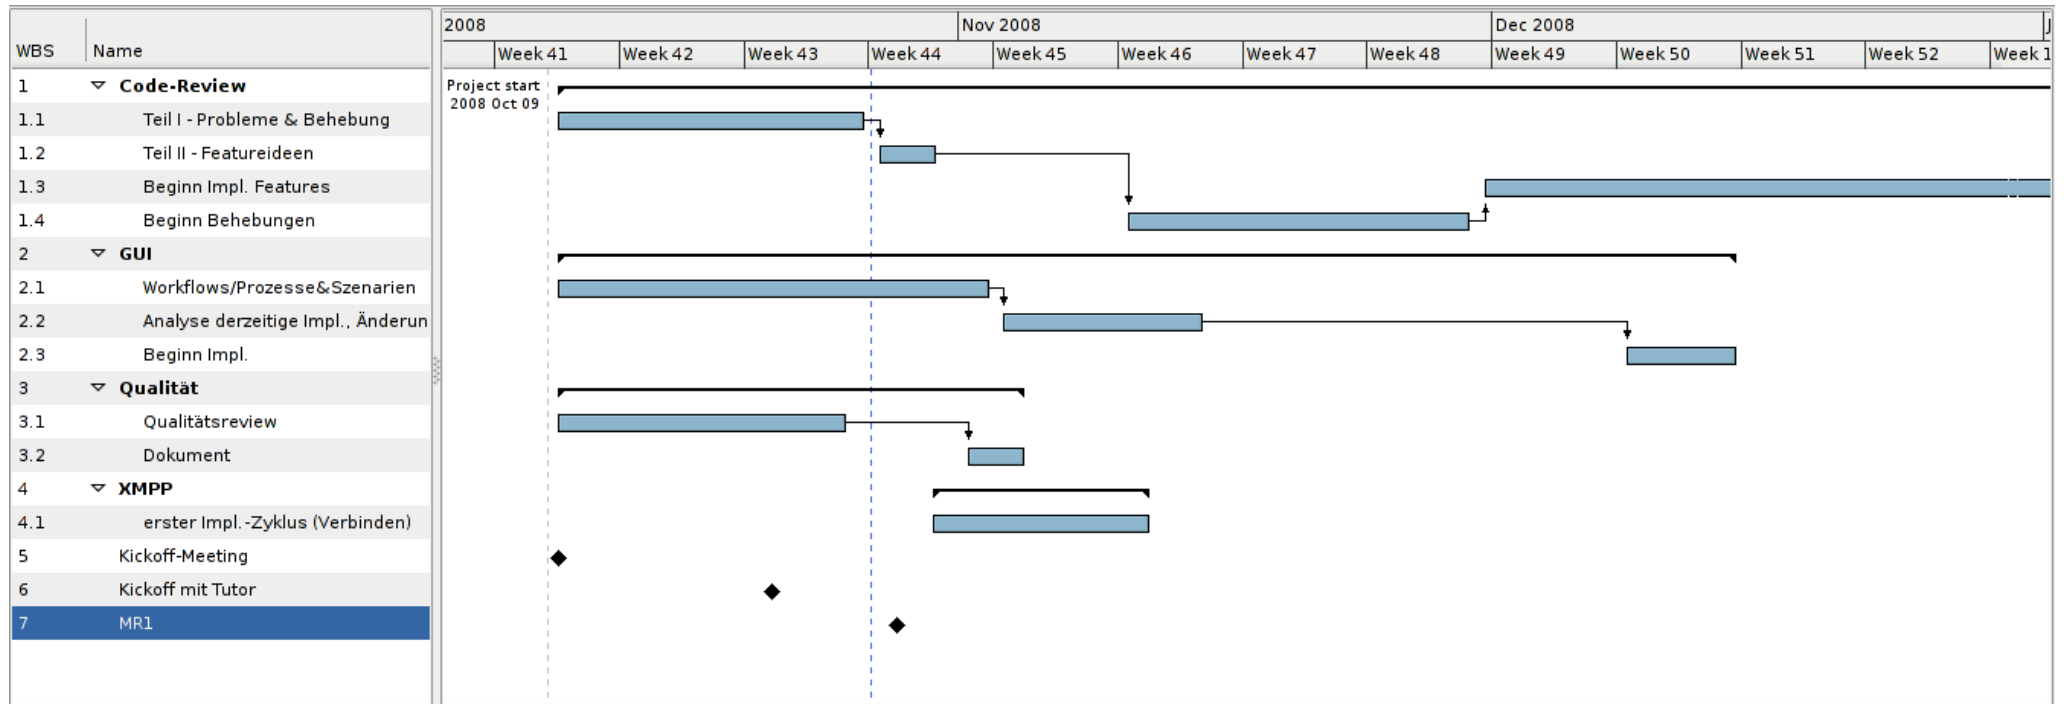 2008 Nov 2008 Dec 2008 J
WBS Name Week 41 Week 42 Week 43 Week 44 Week 45 Week 46 Week 47 Week 48 Week 49 Week 50 Week 51 Week 52 Week 1
1 Code-Review
Project start
2008 Oct 09
1.1 Teil I - Probleme & Behebung
1.2 Teil II - Featureideen
1.3 Beginn Impl. Features
1.4 Beginn Behebungen
2 GUI
2.1 Workflows/Prozesse&Szenarien
2.2 Analyse derzeitige Impl., Änderun
2.3 Beginn Impl.
3 Qualität
3.1 Qualitätsreview
3.2 Dokument
4 XMPP
4.1 erster Impl.-Zyklus (Verbinden)
5 Kickoff-Meeting
6 Kickoff mit Tutor
7 MR1